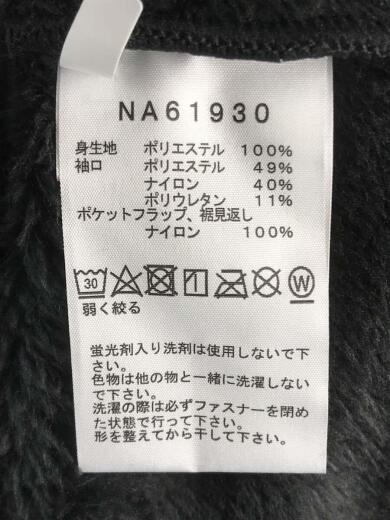 NA61930
身生地 ポリエステル 100%
袖口 ポリエステル 49%
ナイロン 40%
ポリウレタン 11%
ポケットフラップ、裾見返し
ナイロン 100%
30 1 W
弱く絞る
蛍光剤入り洗剤は使用しないで下
さい。
色物は他の物と一緒に洗濯しない
で下さい。
洗濯の際は必ずファスナーを閉め
た状態で行って下さい。
形を整えてから干して下さい。